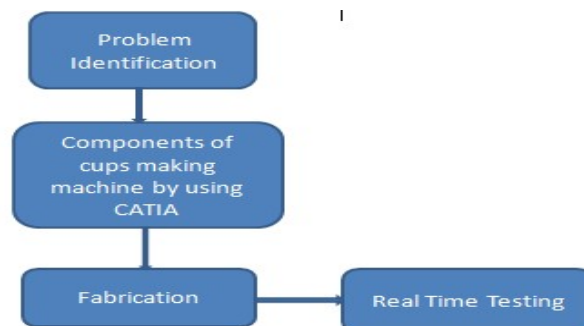 Problem
Identification
Components of
cups making
machine by using
CATIA
Fabrication
Real Time Testing